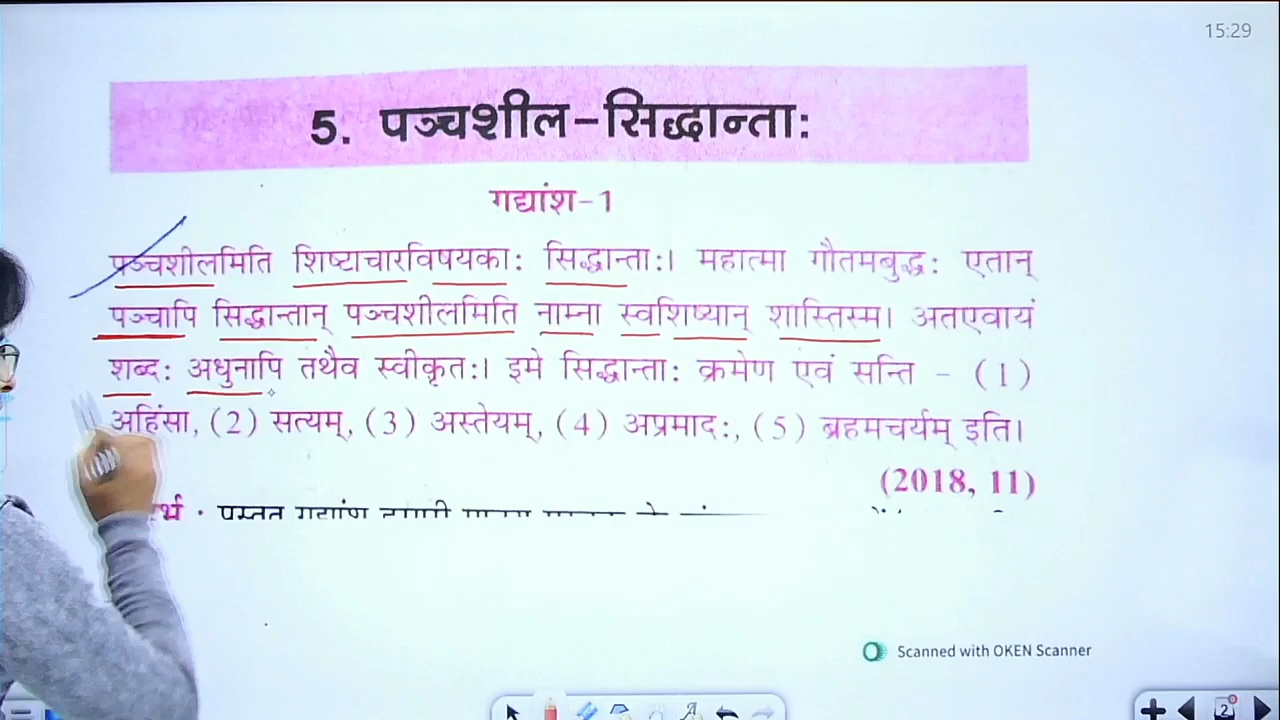 15:29
5. पञ्चशील-सिद्धान्ताः
गद्यांश-1
पञ्चशीलमिति शिष्टाचारविषयकाः सिद्धान्ताः। महात्मा गौतमबुद्धः एतान्
पञ्चापि सिद्धान्तान् पञ्चशीलमिति नाम्ना स्वशिष्यान् शास्तिस्म। अतएवायं
शब्दः अधुनापि तथैव स्वीकृतः। इमे सिद्धान्ताः क्रमेण एवं सन्ति - (1)
अहिंसा, (2) सत्यम्, (3) अस्तेयम्, (4) अप्रमादः, (5) ब्रहमचर्यम् इति।
(2018, 11)
Scanned with OKEN Scanner
2